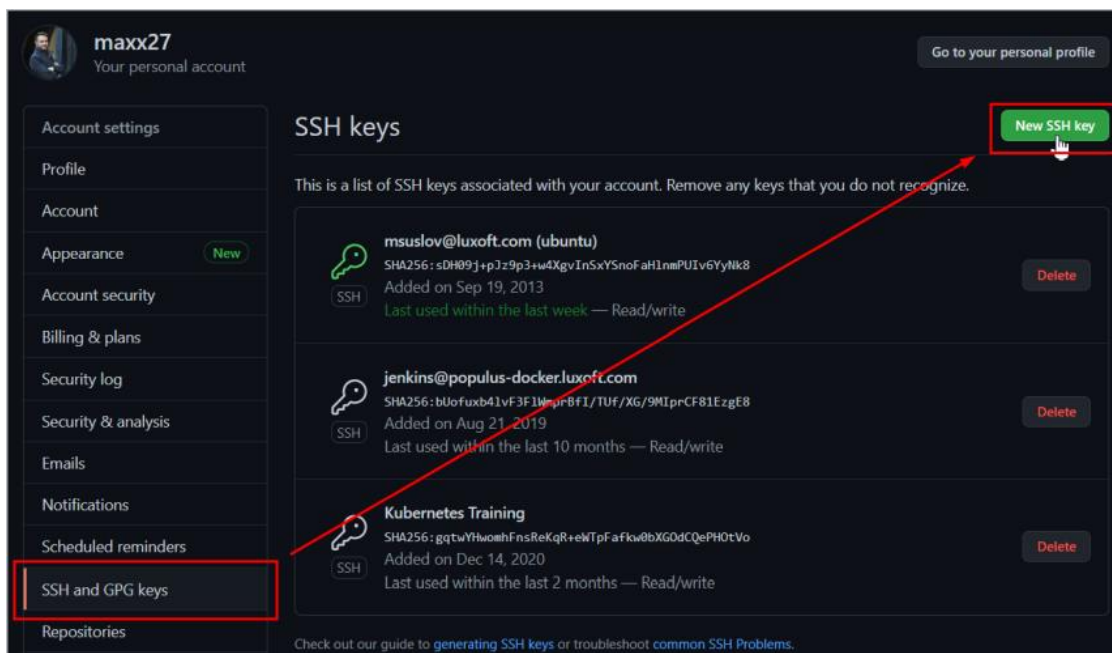 maxx27
Your personal account
Go to your personal profile
Account settings
Profile
Account
Appearance New
Account security
Billing & plans
Security log
Security & analysis
Emails
Notifications
Scheduled reminders
SSH and GPG keys
Repositories
SSH keys
New SSH key
This is a list of SSH keys associated with your account. Remove any keys that you do not recognize.
msuslov@luxoft.com (ubuntu)
SHA256:sDH09j+pJz9p3+w4XgvInSxYSnoFaHlnmPUIv6YyNk8
Added on Sep 19, 2013
Last used within the last week — Read/write
SSH
Delete
jenkins@populus-docker.luxoft.com
SHA256:bUofuxb4lvF3FlWmprBfI/TUf/XG/9MIprCF81EzgE8
Added on Aug 21, 2019
Last used within the last 10 months — Read/write
SSH
Delete
Kubernetes Training
SHA256:gqtwYHwomhFnsReKqR+eWTpFafkw0bXGOdCQePHOtVo
Added on Dec 14, 2020
Last used within the last 2 months — Read/write
SSH
Delete
Check out our guide to generating SSH keys or troubleshoot common SSH Problems.